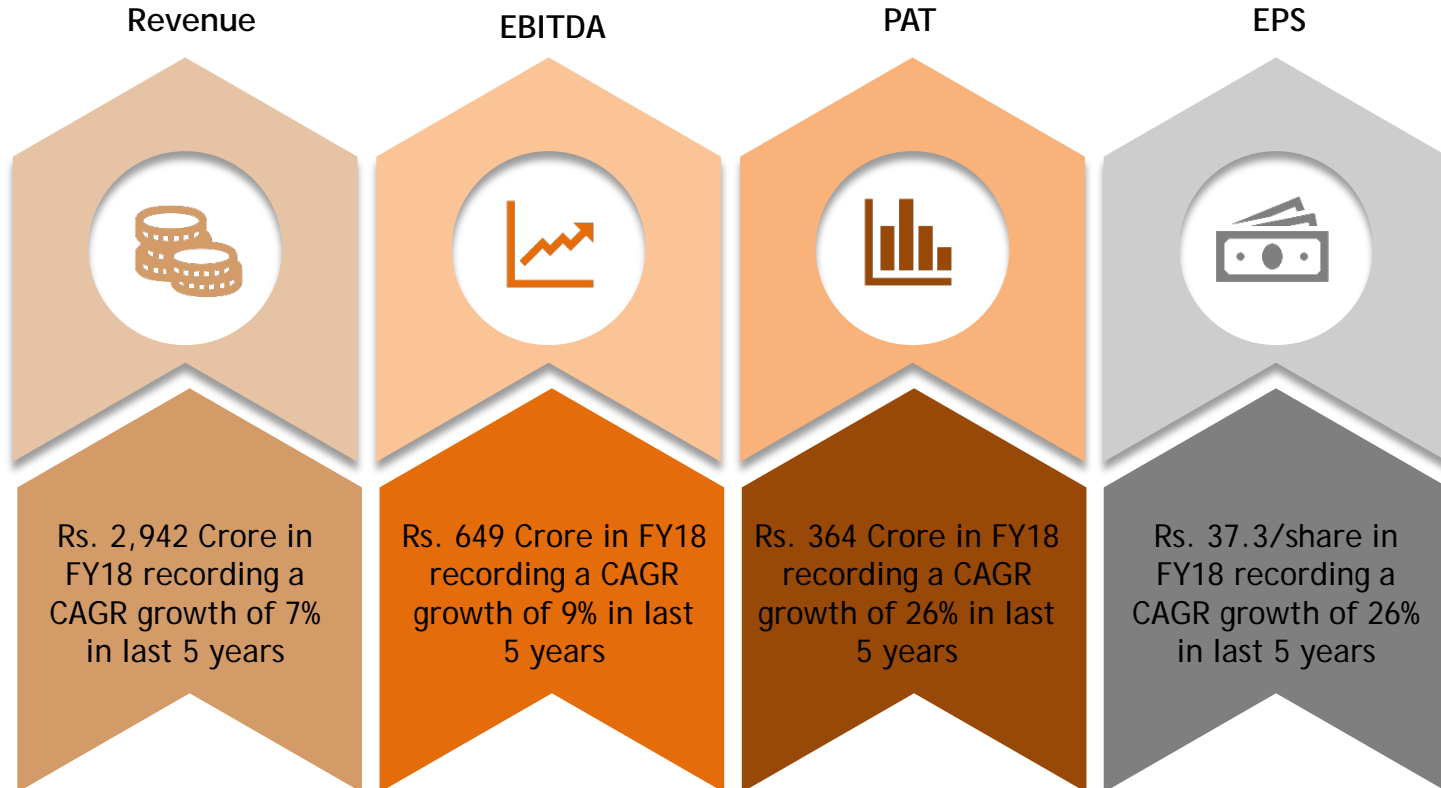 Revenue
EBITDA
PAT
EPS
Rs. 2,942 Crore in
FY18 recording a
CAGR growth of 7%
in last 5 years
Rs. 649 Crore in FY18
recording a CAGR
growth of 9% in last
5 years
Rs. 364 Crore in FY18
recording a CAGR
growth of 26% in last
5 years
Rs. 37.3/share in
FY18 recording a
CAGR growth of 26%
in last 5 years